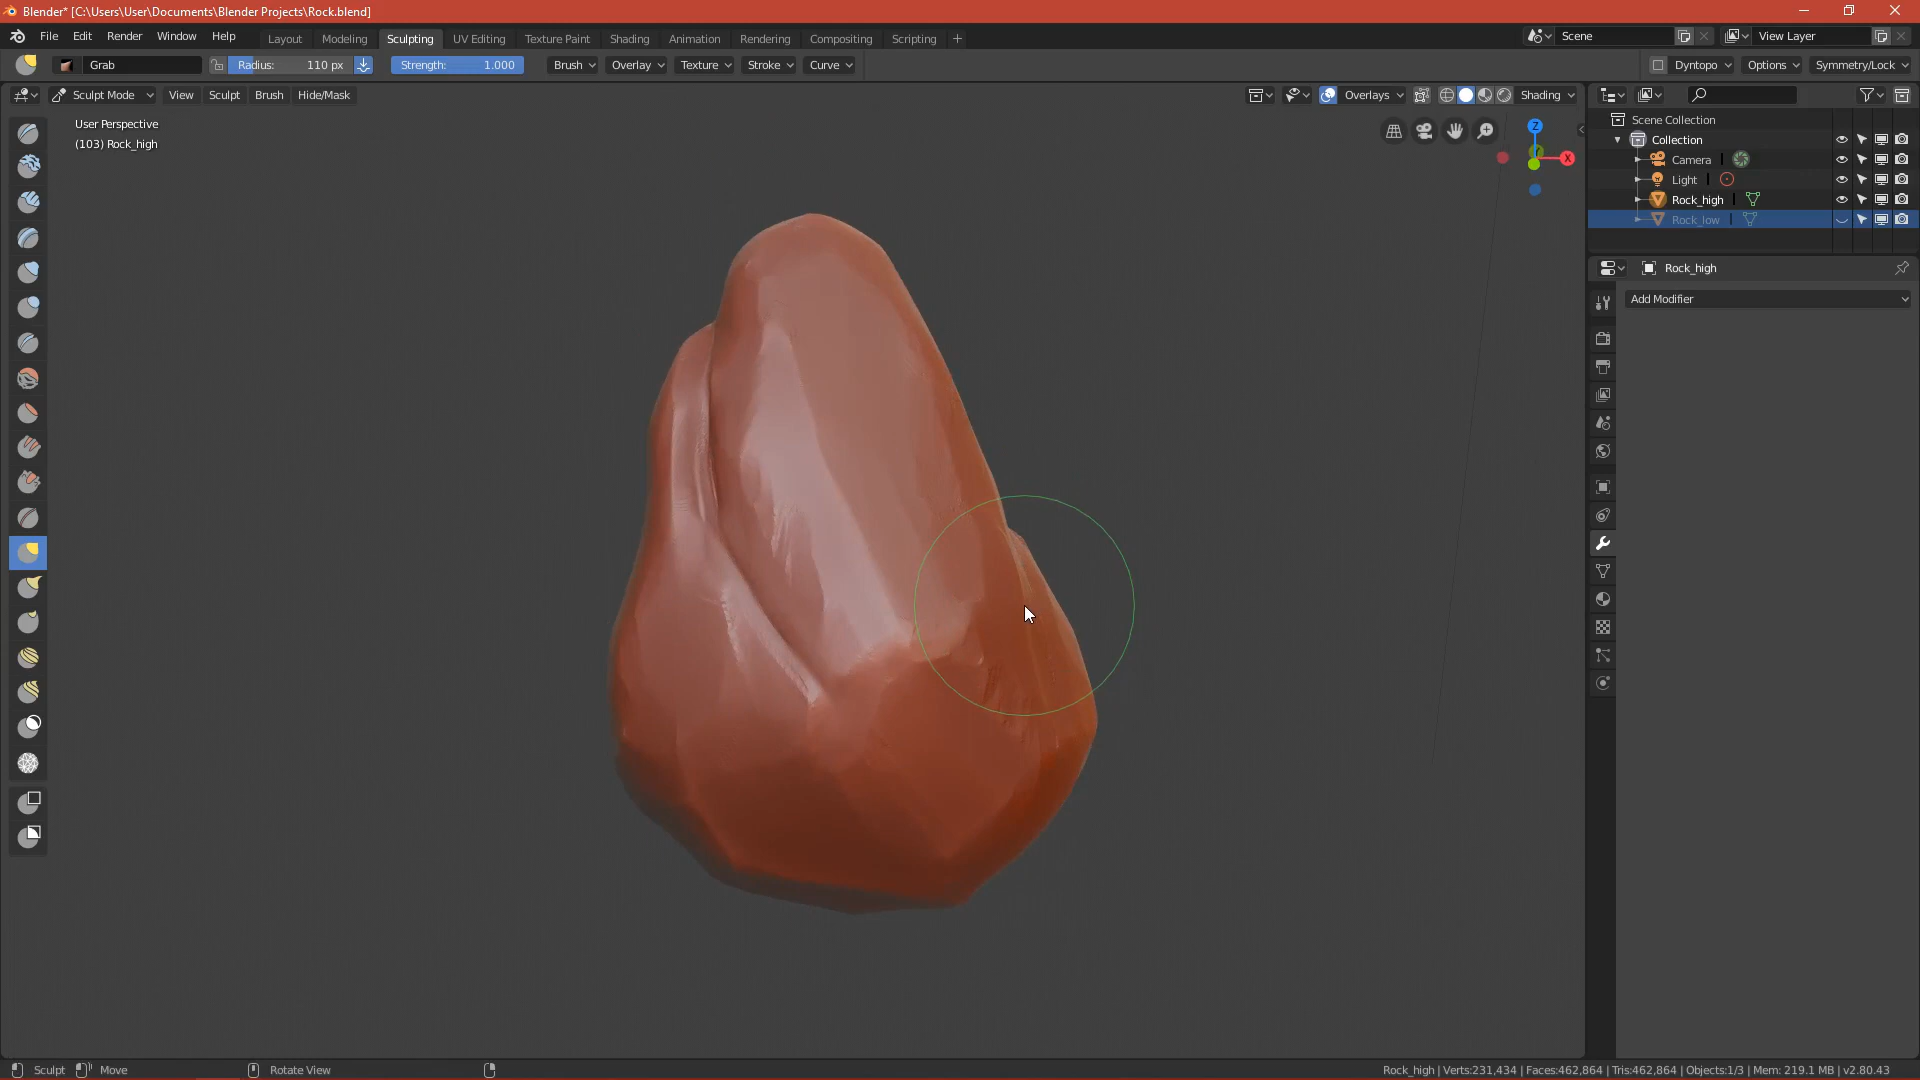 Blender* [C:\Users\User\Documents\Blender Projects\Rock.blend]
File Edit Render Window Help Layout Modeling Sculpting UV Editing Texture Paint Shading Animation Rendering Compositing Scripting + Scene View Layer
Grab Radius: 110 px Strength: 1.000 Brush Overlay Texture Stroke Curve Dyntopo Options Symmetry/Lock
Sculpt Mode View Sculpt Brush Hide/Mask Overlays Shading
User Perspective
(103) Rock_high
Z
X
Scene Collection
Collection
Camera
Light
Rock_high
Rock_low
Rock_high
Add Modifier
Sculpt Move Rotate View Rock_high | Verts:231,434 | Faces:462,864 | Tris:462,864 | Objects:1/3 | Mem: 219.1 MB | v2.80.43